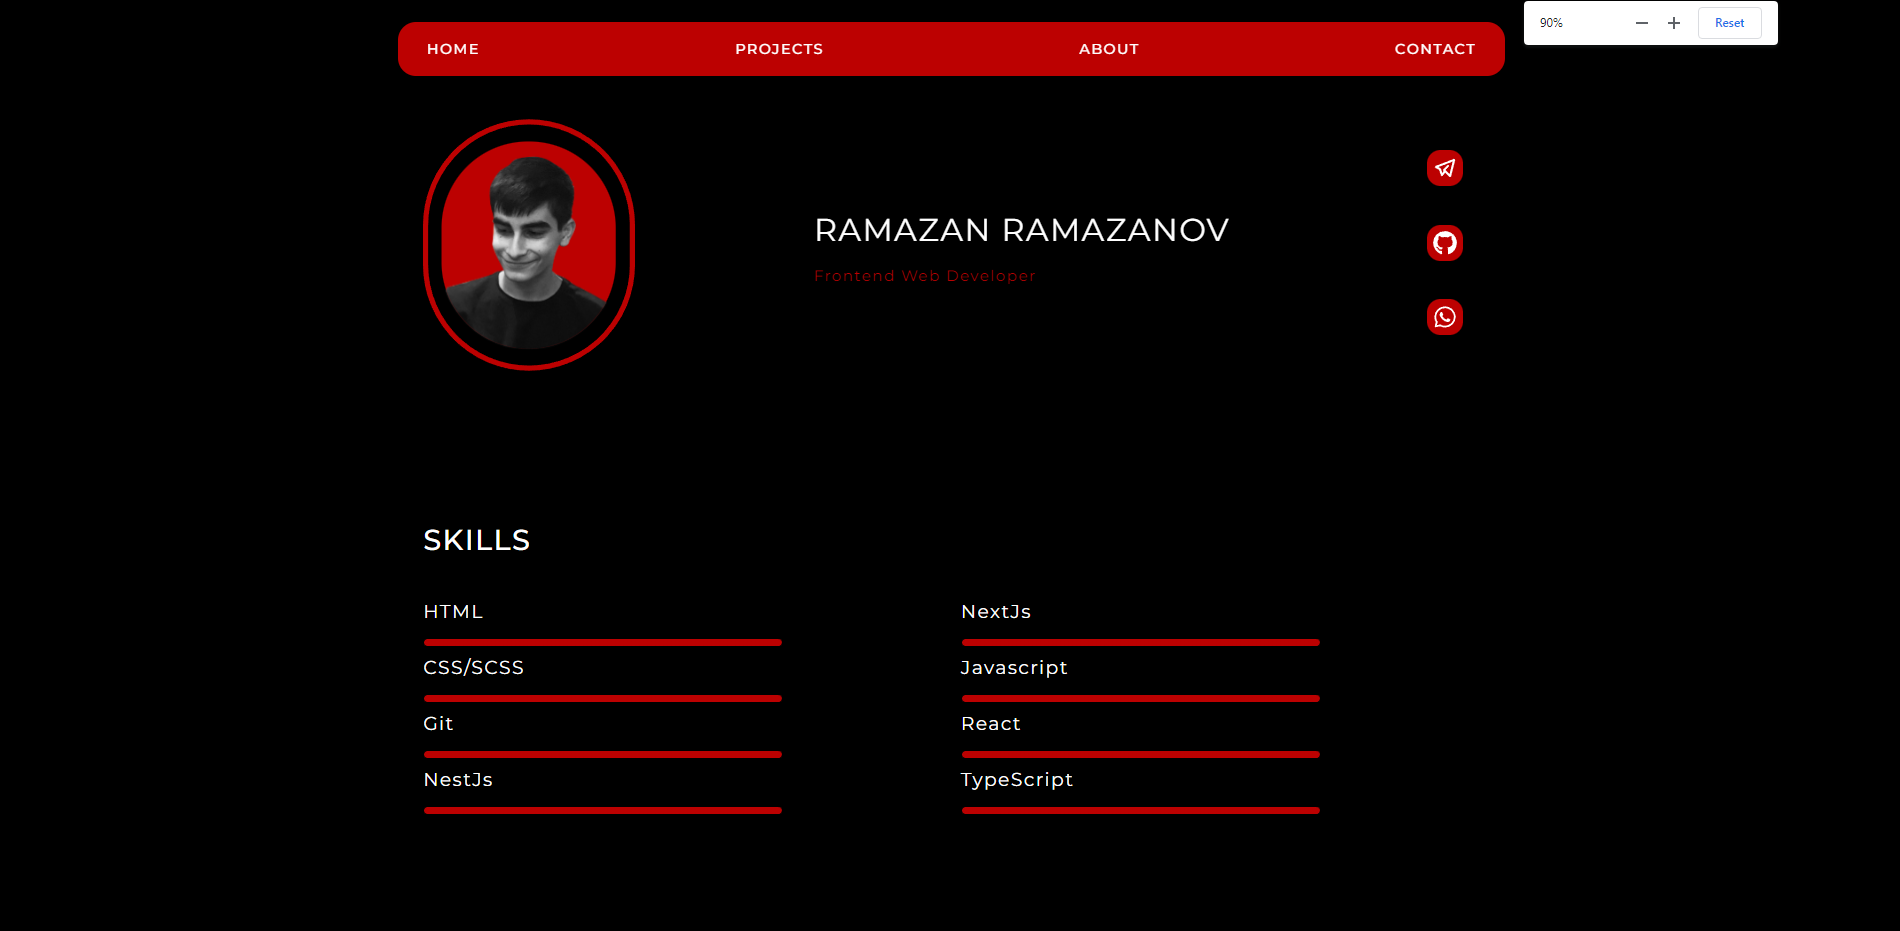 HOME PROJECTS ABOUT CONTACT
90% Reset
RAMAZAN RAMAZANOV
Frontend Web Developer
SKILLS
HTML
NextJs
CSS/SCSS
Javascript
Git
React
NestJs
TypeScript